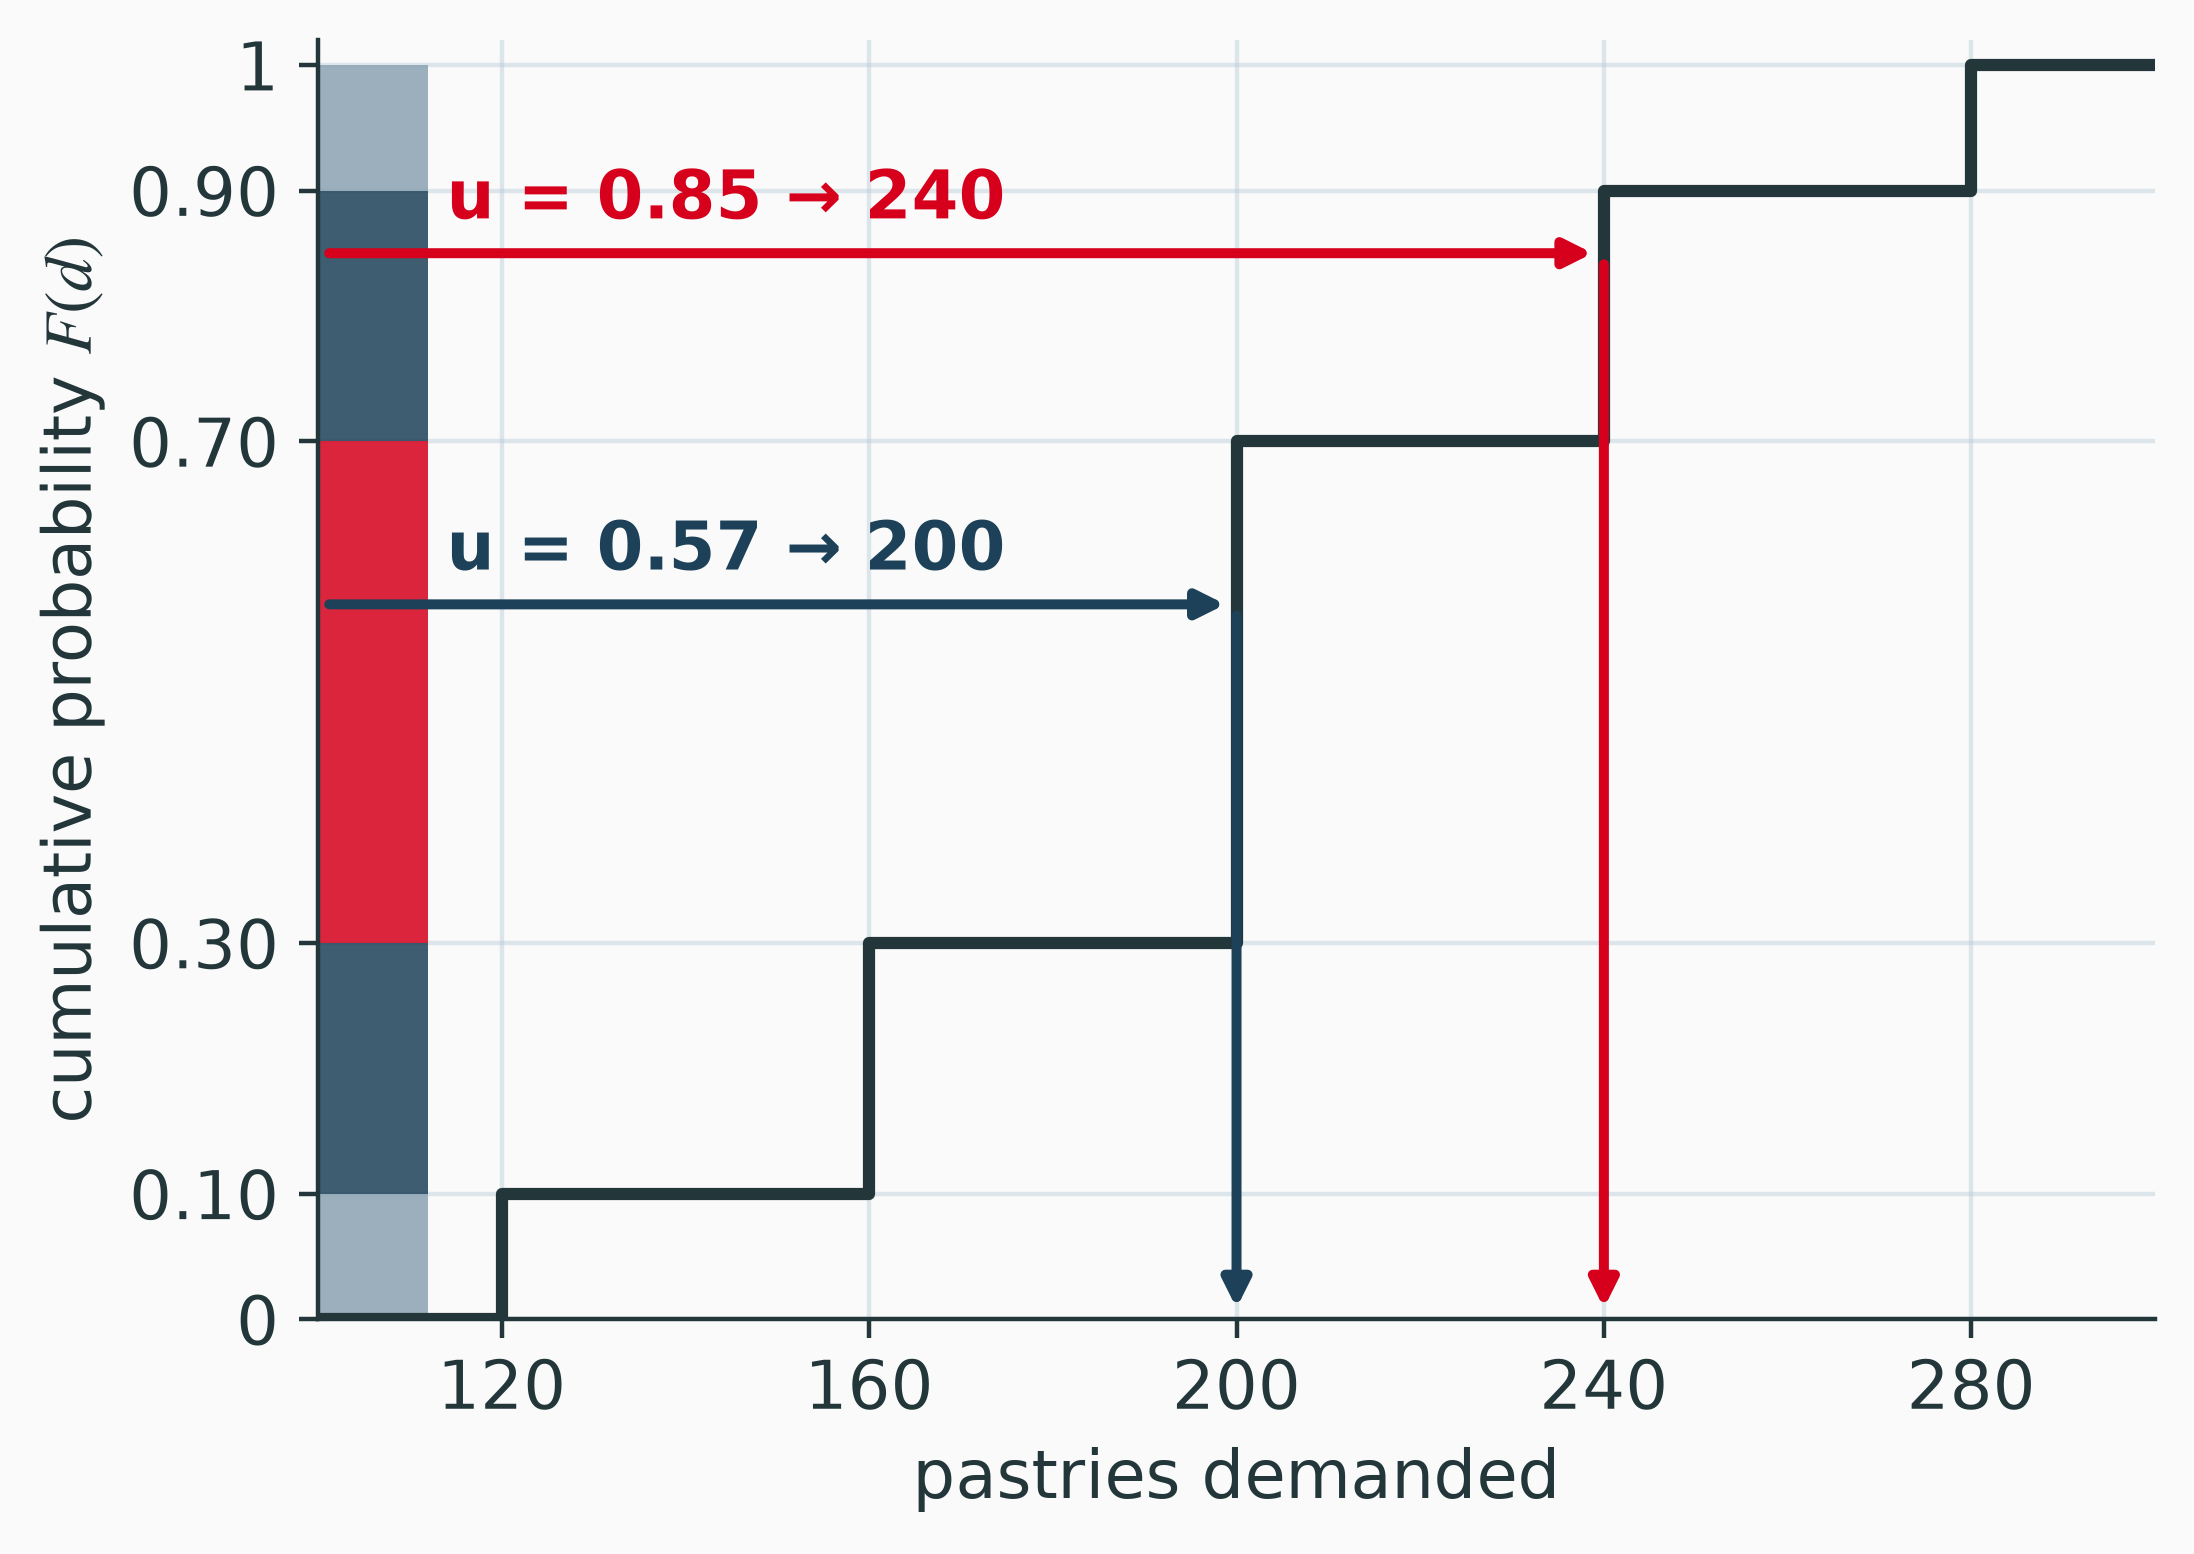 1
0.90
0.70
0.30
0.10
0
cumulative probability F(d)
u = 0.85 → 240
u = 0.57 → 200
120 160 200 240 280
pastries demanded